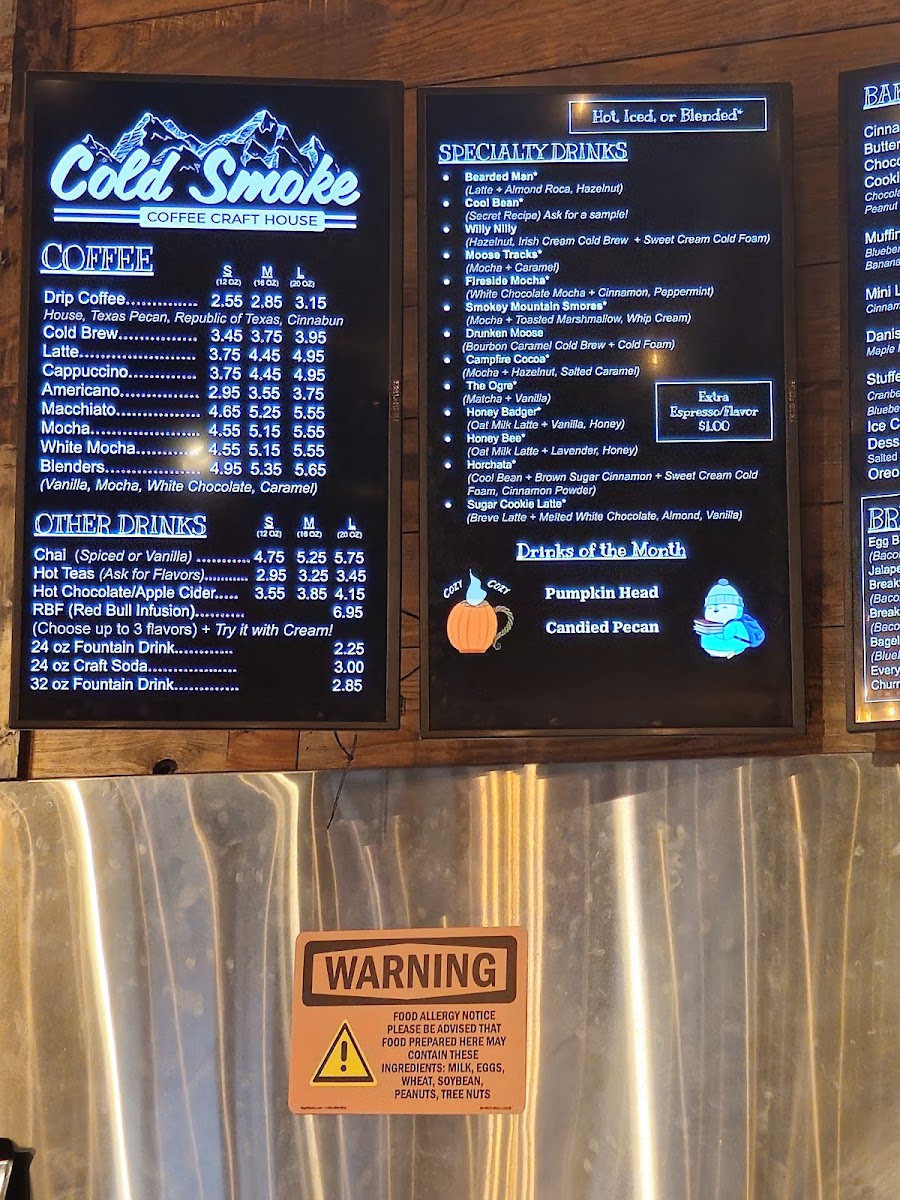 Cold Smoke
COFFEE CRAFT HOUSE
COFFEE
S M L
(12 OZ) (16 OZ) (20 OZ)
Drip Coffee............... 2.55 2.85 3.15
House, Texas Pecan, Republic of Texas, Cinnabun
Cold Brew.................. 3.45 3.75 3.95
Latte.......................... 3.75 4.45 4.95
Cappuccino............... 3.75 4.45 4.95
Americano................. 2.95 3.55 3.75
Macchiato.................. 4.65 5.25 5.55
Mocha........................ 4.55 5.15 5.55
White Mocha............. 4.55 5.15 5.55
Blenders.................... 4.95 5.35 5.65
(Vanilla, Mocha, White Chocolate, Caramel)
OTHER DRINKS
S M L
(12 OZ) (16 OZ) (20 OZ)
Chai (Spiced or Vanilla) ............ 4.75 5.25 5.75
Hot Teas (Ask for Flavors).......... 2.95 3.25 3.45
Hot Chocolate/Apple Cider..... 3.55 3.85 4.15
RBF (Red Bull Infusion)........... 6.95
(Choose up to 3 flavors) + Try it with Cream!
24 oz Fountain Drink............. 2.25
24 oz Craft Soda.................... 3.00
32 oz Fountain Drink.............. 2.85
Hot, Iced, or Blended*
SPECIALTY DRINKS
• Bearded Man*
(Latte + Almond Roca, Hazelnut)
• Cool Bean*
(Secret Recipe) Ask for a sample!
• Willy Nilly
(Hazelnut, Irish Cream Cold Brew + Sweet Cream Cold Foam)
• Moose Tracks*
(Mocha + Caramel)
• Fireside Mocha*
(White Chocolate Mocha + Cinnamon, Peppermint)
• Smokey Mountain Smores*
(Mocha + Toasted Marshmallow, Whip Cream)
• Drunken Moose
(Bourbon Caramel Cold Brew + Cold Foam)
• Campfire Cocoa*
(Mocha + Hazelnut, Salted Caramel)
• The Ogre*
(Matcha + Vanilla)
• Honey Badger*
(Oat Milk Latte + Vanilla, Honey)
• Honey Bee*
(Oat Milk Latte + Lavender, Honey)
• Horchata*
(Cool Bean + Brown Sugar Cinnamon + Sweet Cream Cold
Foam, Cinnamon Powder)
• Sugar Cookie Latte*
(Breve Latte + Melted White Chocolate, Almond, Vanilla)
Extra
Espresso/Flavor
$1.00
Drinks of the Month
COZY COZY
Pumpkin Head
Candied Pecan
WARNING
FOOD ALLERGY NOTICE
PLEASE BE ADVISED THAT
FOOD PREPARED HERE MAY
CONTAIN THESE
INGREDIENTS: MILK, EGGS,
WHEAT, SOYBEAN,
PEANUTS, TREE NUTS